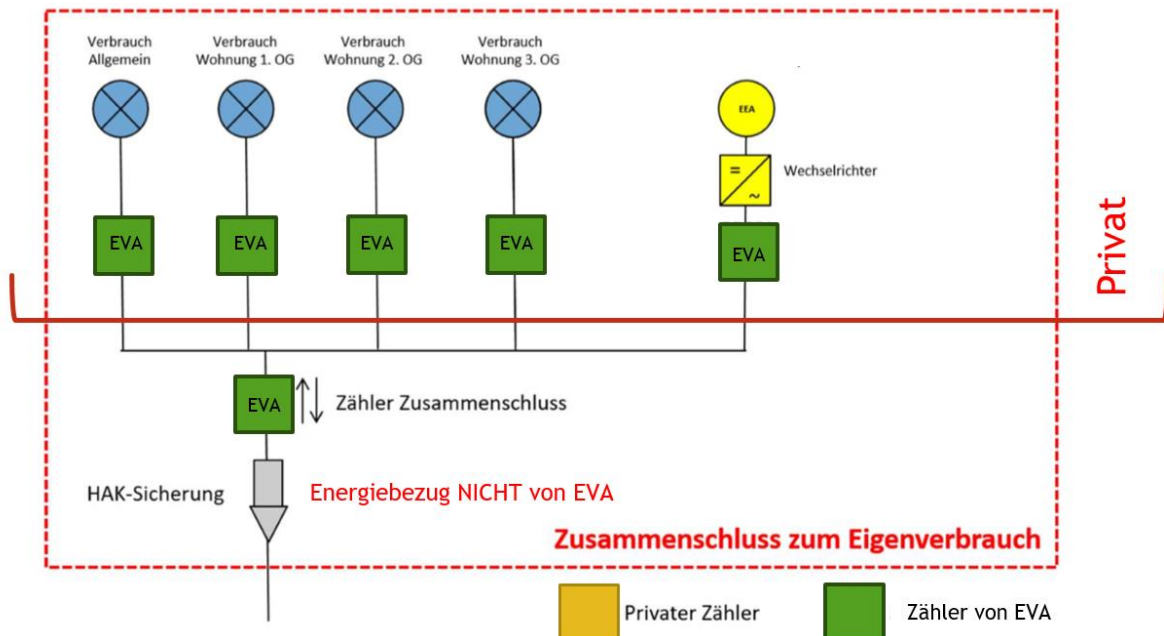 Verbrauch
Allgemein
Verbrauch
Wohnung 1. OG
Verbrauch
Wohnung 2. OG
Verbrauch
Wohnung 3. OG
EEA
=
~
Wechselrichter
EVA
EVA
EVA
EVA
EVA
Privat
EVA
Zähler Zusammenschluss
HAK-Sicherung
Energiebezug NICHT von EVA
Zusammenschluss zum Eigenverbrauch
Privater Zähler
Zähler von EVA